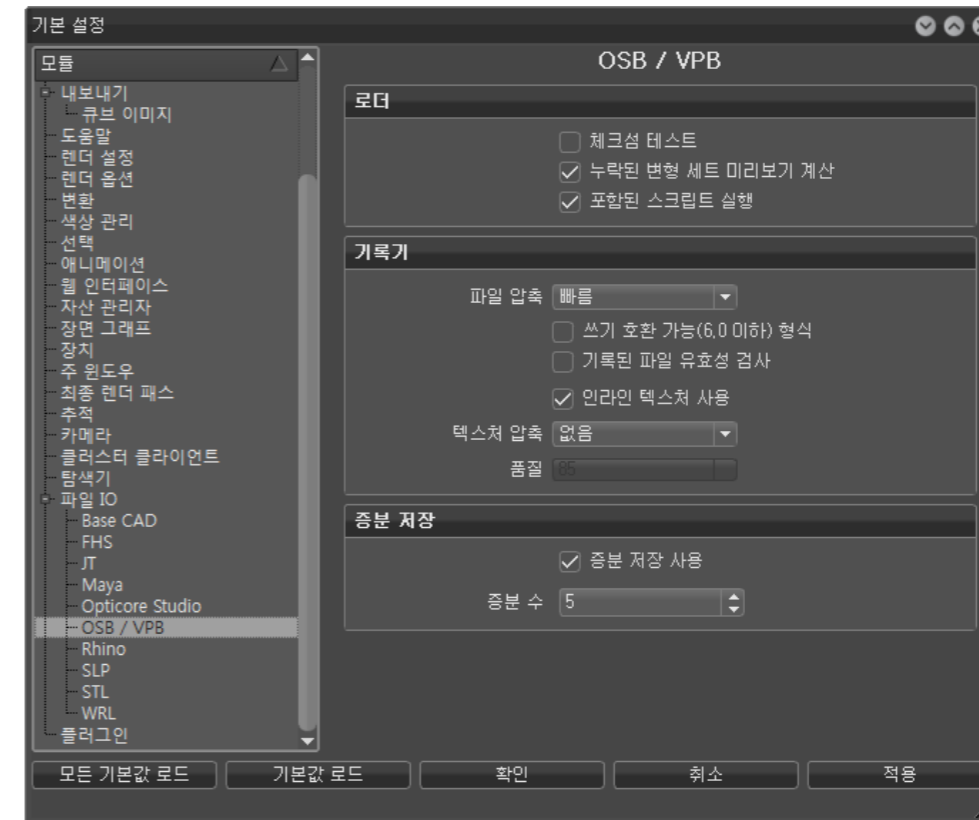 기본 설정
모듈
내보내기
큐브 이미지
도움말
렌더 설정
렌더 옵션
변환
색상 관리
선택
애니메이션
웹 인터페이스
자산 관리자
장면 그래프
장치
주 윈도우
최종 렌더 패스
추적
카메라
클러스터 클라이언트
탐색기
파일 IO
Base CAD
FHS
JT
Maya
Opticore Studio
OSB / VPB
Rhino
SLP
STL
WRL
플러그인
OSB / VPB
로더
체크섬 테스트
누락된 변형 세트 미리보기 계산
포함된 스크립트 실행
기록기
파일 압축 빠름
쓰기 호환 가능(6.0 이하) 형식
기록된 파일 유효성 검사
인라인 텍스처 사용
텍스처 압축 없음
품질 85
증분 저장
증분 저장 사용
증분 수 5
모든 기본값 로드 기본값 로드 확인 취소 적용